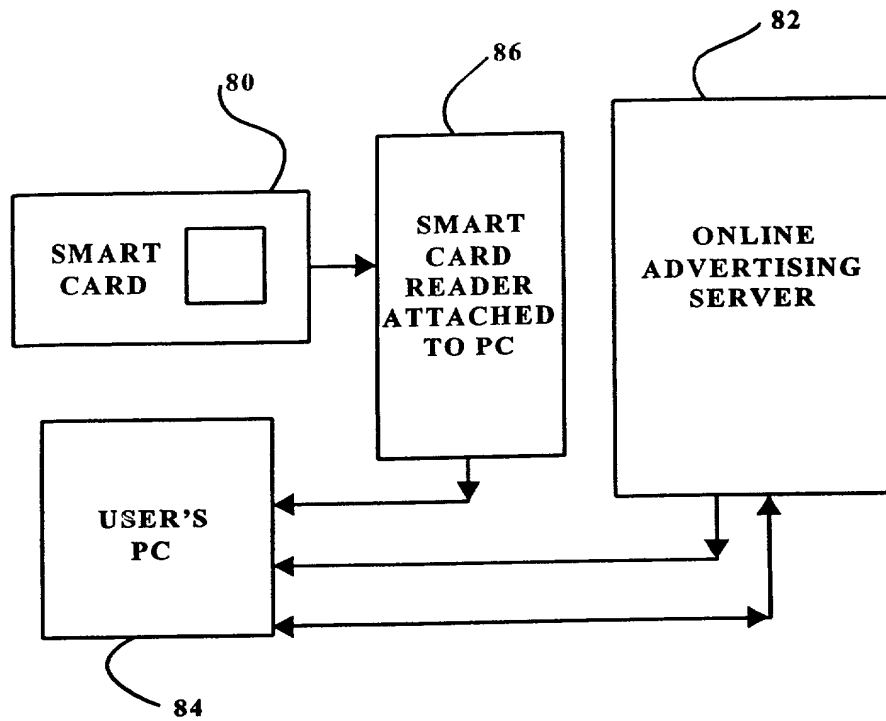 82
86
80
SMART
CARD
SMART
CARD
READER
ATTACHED
TO PC
ONLINE
ADVERTISING
SERVER
USER'S
PC
84